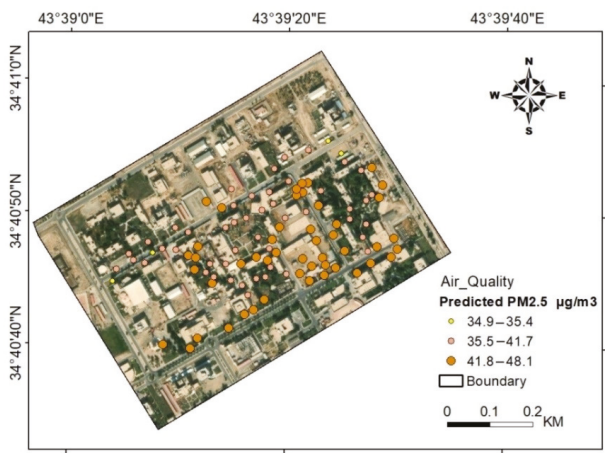 43°39'0"E 43°39'20"E 43°39'40"E
34°41'0"N
34°40'50"N
34°40'40"N
N
W E
S
Air_Quality
Predicted PM2.5 µg/m3
34.9–35.4
35.5–41.7
41.8–48.1
Boundary
0 0.1 0.2
KM